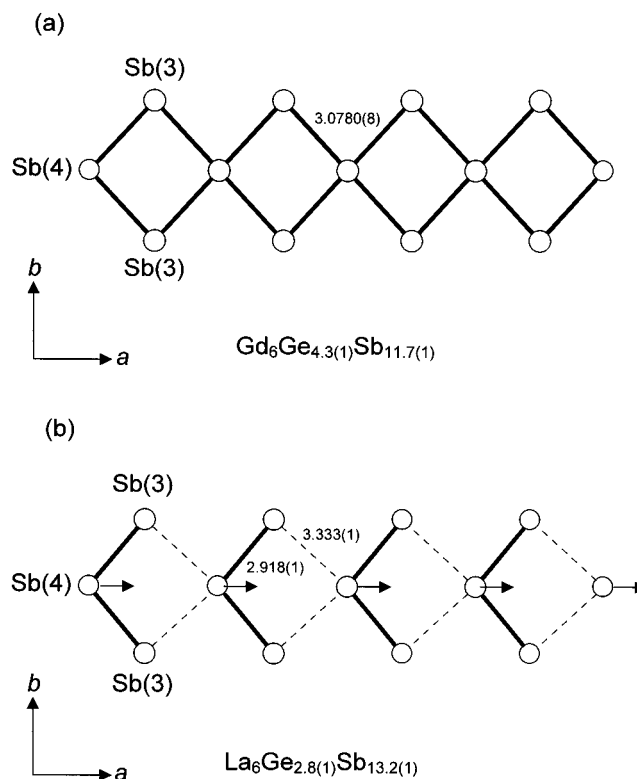 (a)
Sb(3)
3.0780(8)
Sb(4)
Sb(3)
b
a
Gd6Ge4.3(1)Sb11.7(1)
(b)
Sb(3)
3.333(1)
2.918(1)
Sb(4)
Sb(3)
b
a
La6Ge2.8(1)Sb13.2(1)